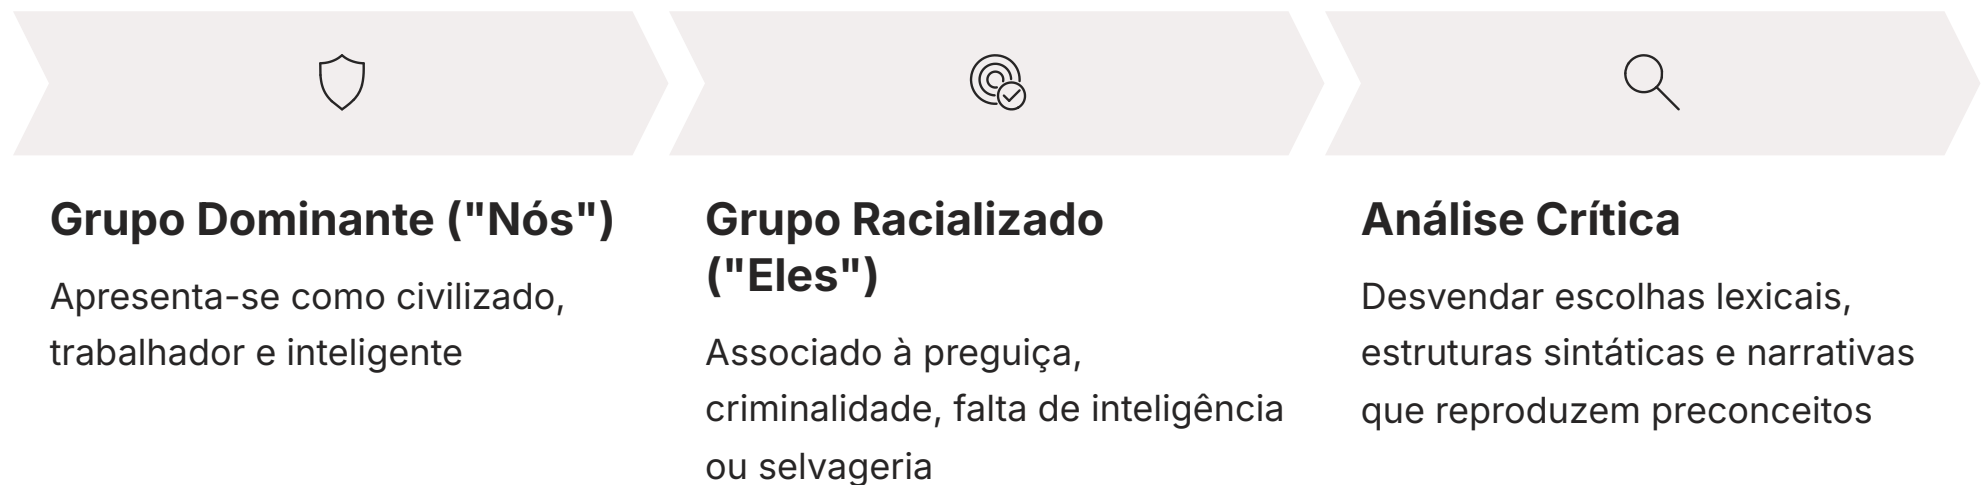 Grupo Dominante ("Nós")
Apresenta-se como civilizado,
trabalhador e inteligente
Grupo Racializado
("Eles")
Associado à preguiça,
criminalidade, falta de inteligência
ou selvageria
Análise Crítica
Desvendar escolhas lexicais,
estruturas sintáticas e narrativas
que reproduzem preconceitos